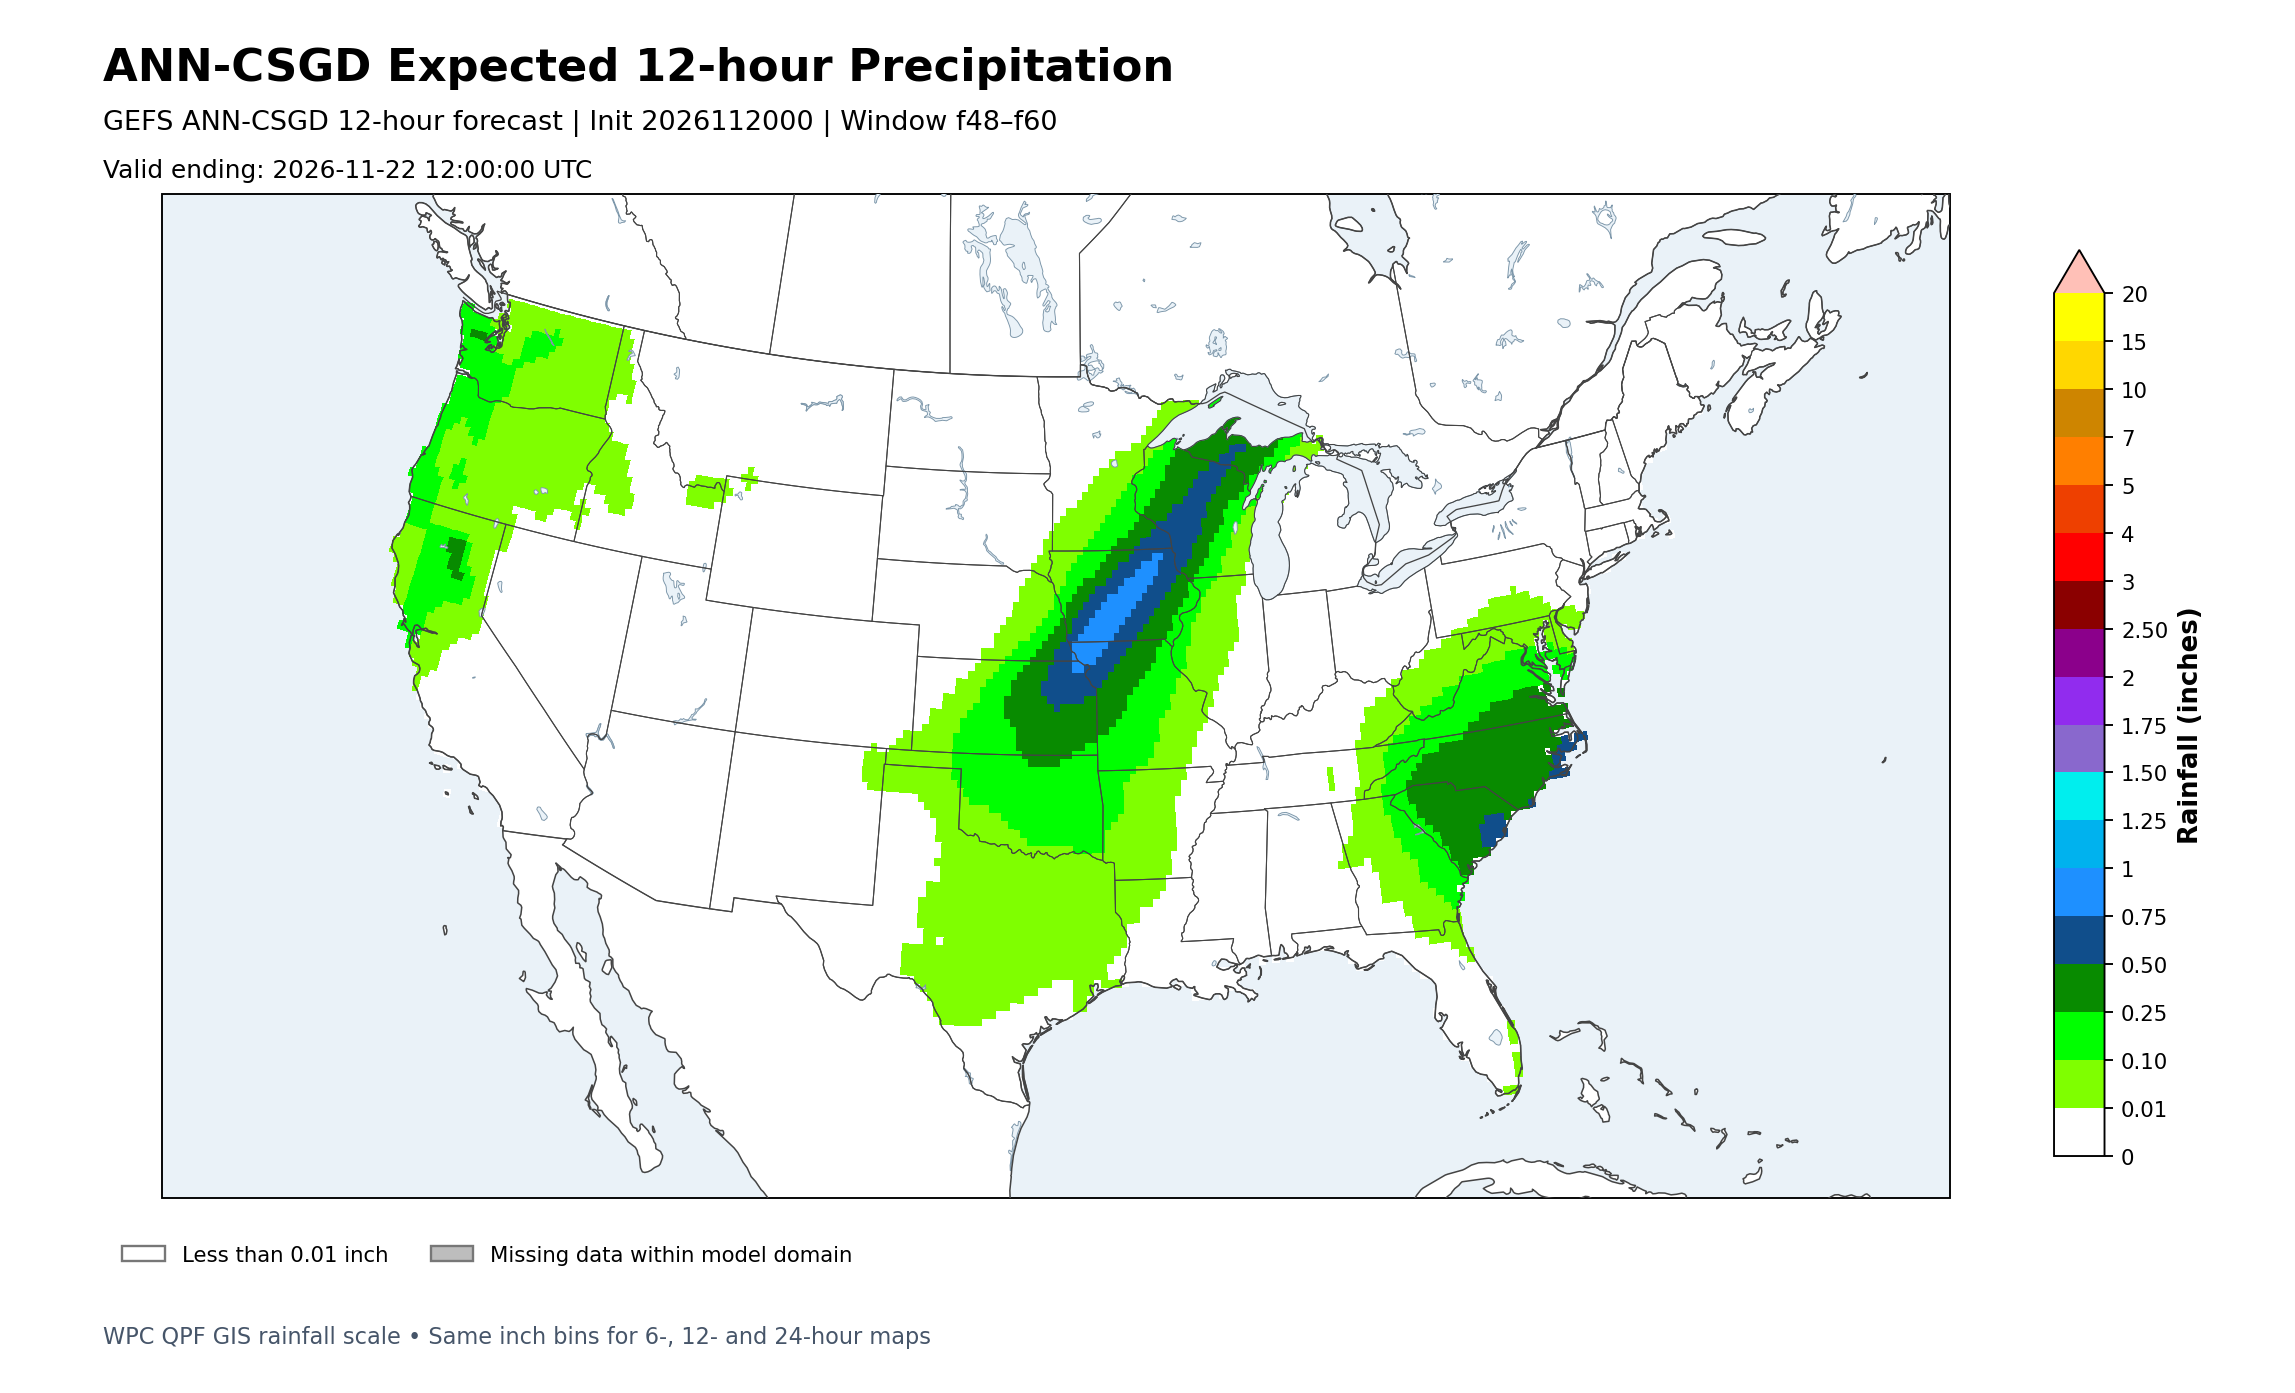 ANN-CSGD Expected 12-hour Precipitation
GEFS ANN-CSGD 12-hour forecast | Init 2026112000 | Window f48–f60
Valid ending: 2026-11-22 12:00:00 UTC
20
15
10
7
5
4
3
2.50
2
1.75
1.50
1.25
1
0.75
0.50
0.25
0.10
0.01
0
Rainfall (inches)
Less than 0.01 inch
Missing data within model domain
WPC QPF GIS rainfall scale • Same inch bins for 6-, 12- and 24-hour maps